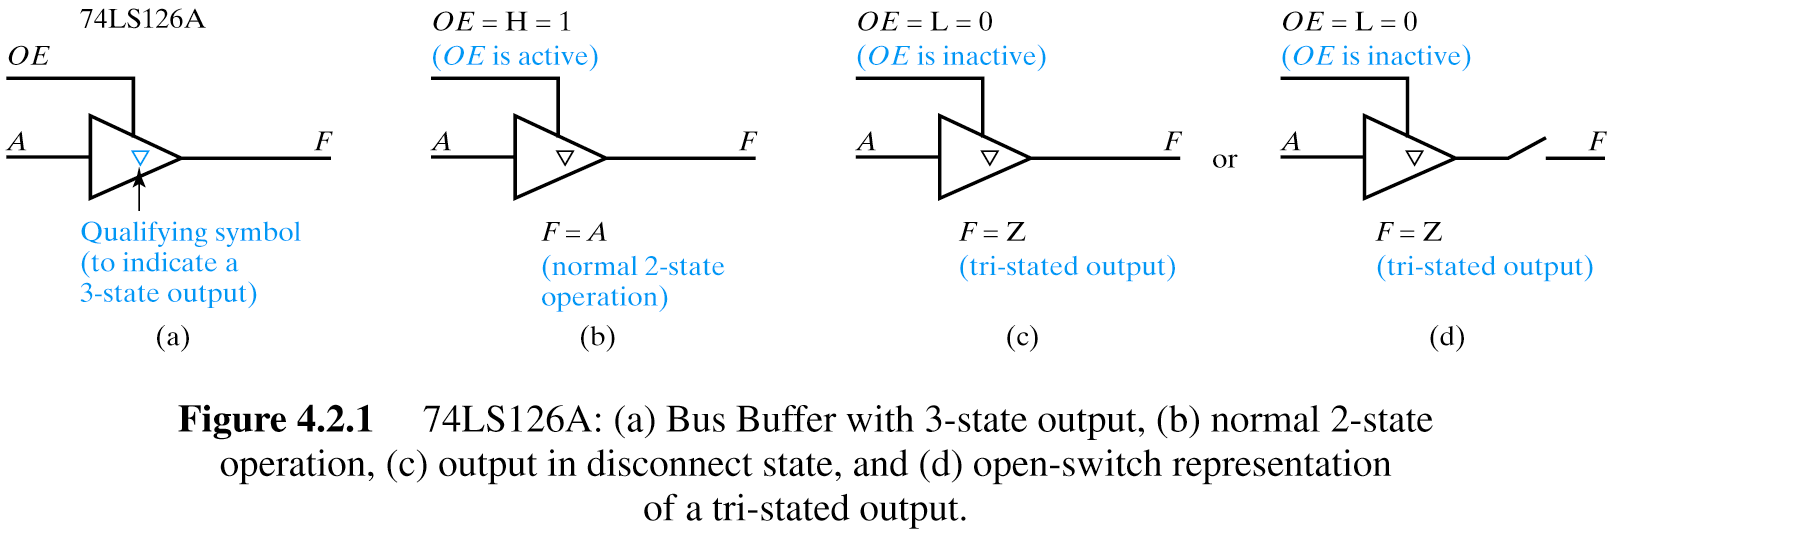 74LS126A
OE
A
F
Qualifying symbol
(to indicate a
3-state output)
(a)
OE = H = 1
(OE is active)
A
F
F = A
(normal 2-state
operation)
(b)
OE = L = 0
(OE is inactive)
A
F
F = Z
(tri-stated output)
(c)
or
OE = L = 0
(OE is inactive)
A
F
F = Z
(tri-stated output)
(d)
Figure 4.2.1 74LS126A: (a) Bus Buffer with 3-state output, (b) normal 2-state
operation, (c) output in disconnect state, and (d) open-switch representation
of a tri-stated output.